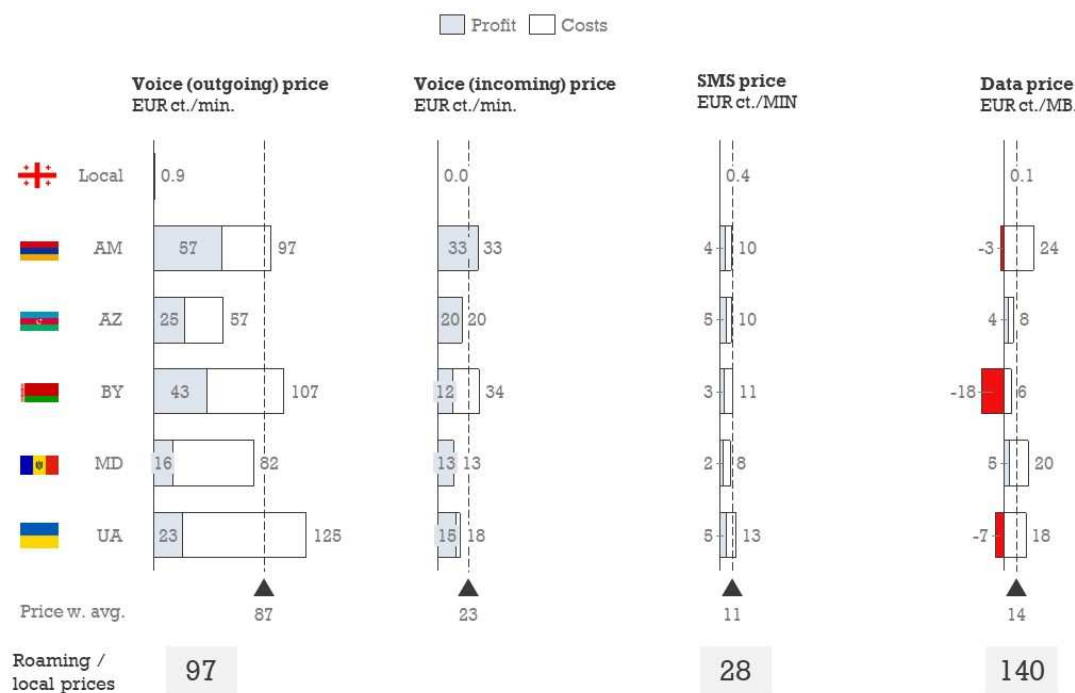 Profit Costs
Voice (outgoing) price Voice (incoming) price SMS price Data price
EUR ct./min. EUR ct./min. EUR ct./MIN EUR ct./MB.
Local 0.9 0.0 0.4 0.1
AM 57 97 33 33 4 10 -3 24
AZ 25 57 20 20 5 10 4 8
BY 43 107 12 34 3 11 -18 6
MD 16 82 13 13 2 8 5 20
UA 23 125 15 18 5 13 -7 18
Price w. avg. 87 23 11 14
Roaming /
local prices 97 28 140